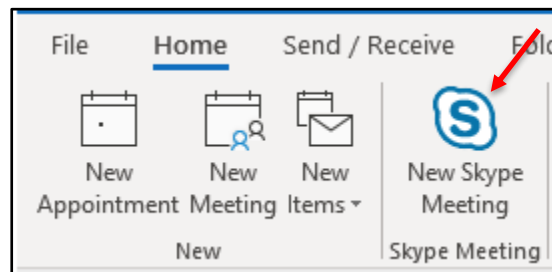 File Home Send / Receive
New New New New Skype
Appointment Meeting Items Meeting
New Skype Meeting